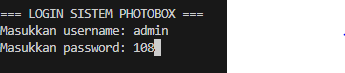 === LOGIN SISTEM PHOTOBOX ===
Masukkan username: admin
Masukkan password: 108